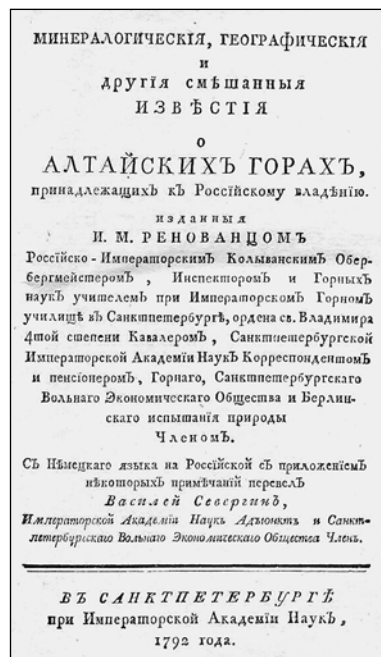 МИНЕРАЛОГИЧЕСКІЯ, ГЕОГРАФИЧЕСКІЯ
и
другія смѣшанныя
ИЗВѢСТІЯ
О
АЛТАЙСКИХЪ ГОРАХЪ,
принадлежащихъ къ Россійскому владѣнію.
изданныя
И. М. РЕНОВАНЦОМЪ
Россійско-Императорскимъ Колыванскимъ Обер-
бергмейстеромъ, Инспекторомъ и Горныхъ
наукъ учителемъ при Императорскомъ Горномъ
училищѣ въ Санктпетербургѣ, ордена св. Владимира
4той степени Кавалеромъ, Санктпетербургской
Императорской Академіи Наукъ Корреспондентомъ
и пенсіонеромъ, Горнаго, Санктпетербургскаго
Вольнаго Экономическаго Общества и Берлин-
скаго испытанія природы
Членомъ.
Съ Нѣмецкаго языка на Россійской съ приложеніемъ
нѣкоторыхъ примѣчаній перевелъ
Василей Севергинъ,
Императорской Академіи Наукъ Адъюнктъ и Санкт-
петербургскаго Вольнаго Экономическаго Общества Членъ.
ВЪ САНКТПЕТЕРБУРГѢ
при Императорской Академіи Наукъ,
1792 года.